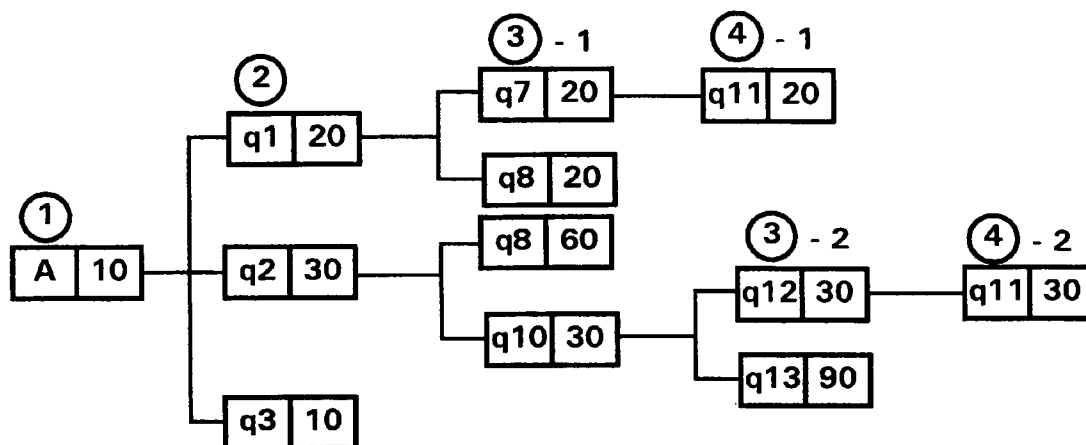 ③ - 1
④ - 1
②
q7 20
q11 20
q1 20
q8 20
①
q8 60
③ - 2
④ - 2
A 10
q2 30
q12 30
q11 30
q10 30
q13 90
q3 10